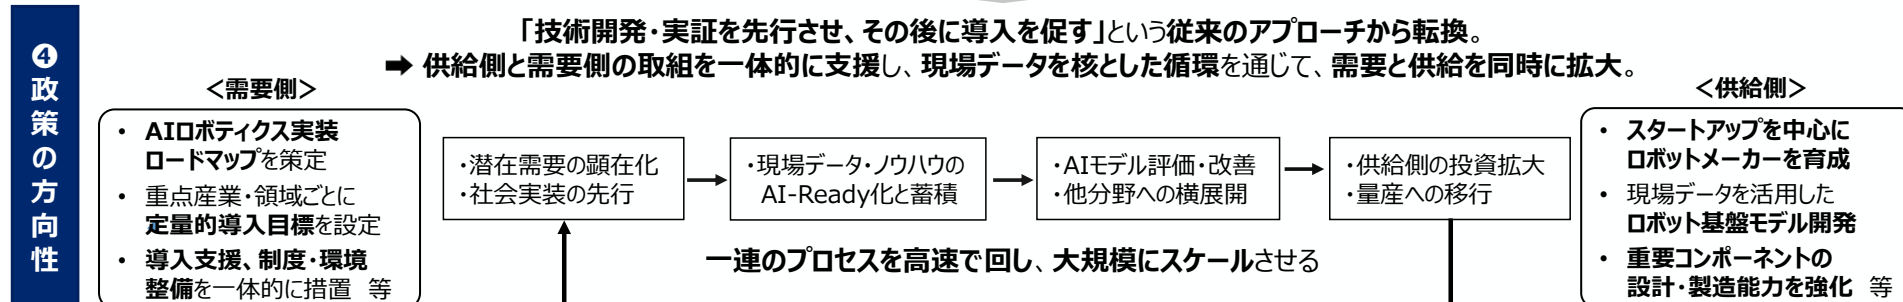 ❹政策の方向性
「技術開発・実証を先行させ、その後に導入を促す」という従来のアプローチから転換。
➡ 供給側と需要側の取組を一体的に支援し、現場データを核とした循環を通じて、需要と供給を同時に拡大。
＜需要側＞
• AIロボティクス実装
ロードマップを策定
• 重点産業・領域ごとに
定量的導入目標を設定
• 導入支援、制度・環境
整備を一体的に措置 等
・潜在需要の顕在化
・社会実装の先行
・現場データ・ノウハウの
AI-Ready化と蓄積
・AIモデル評価・改善
・他分野への横展開
・供給側の投資拡大
・量産への移行
一連のプロセスを高速で回し、大規模にスケールさせる
＜供給側＞
• スタートアップを中心に
ロボットメーカーを育成
• 現場データを活用した
ロボット基盤モデル開発
• 重要コンポーネントの
設計・製造能力を強化 等